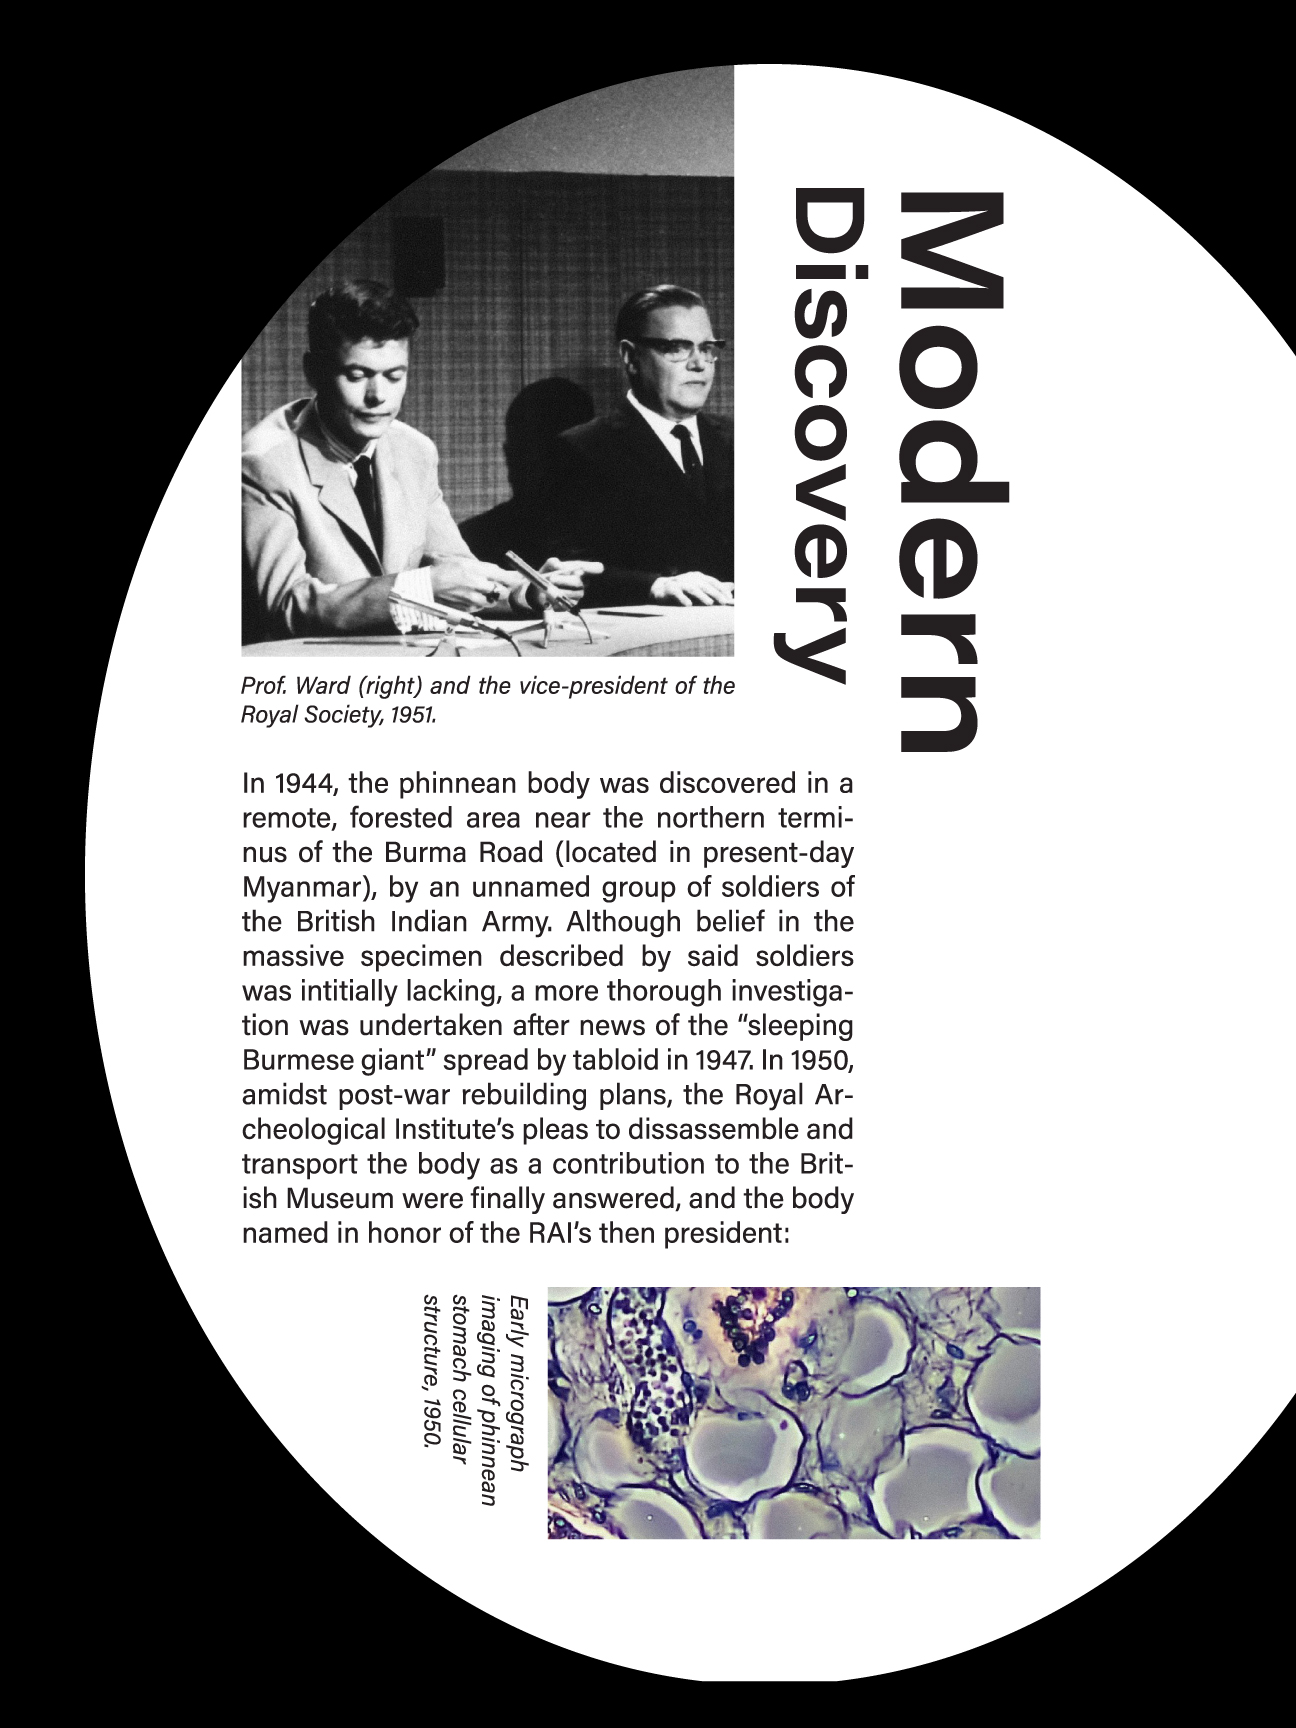 Modern
Discovery
Prof. Ward (right) and the vice-president of the
Royal Society, 1951.
In 1944, the phinnean body was discovered in a
remote, forested area near the northern termi-
nus of the Burma Road (located in present-day
Myanmar), by an unnamed group of soldiers of
the British Indian Army. Although belief in the
massive specimen described by said soldiers
was intitially lacking, a more thorough investiga-
tion was undertaken after news of the “sleeping
Burmese giant” spread by tabloid in 1947. In 1950,
amidst post-war rebuilding plans, the Royal Ar-
cheological Institute’s pleas to dissassemble and
transport the body as a contribution to the Brit-
ish Museum were finally answered, and the body
named in honor of the RAI’s then president:
Early micrograph
imaging of phinnean
stomach cellular
structure, 1950.